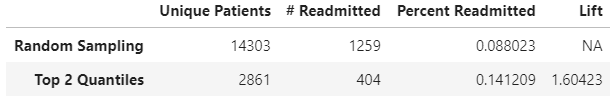 Unique Patients # Readmitted Percent Readmitted Lift
Random Sampling 14303 1259 0.088023 NA
Top 2 Quantiles 2861 404 0.141209 1.60423